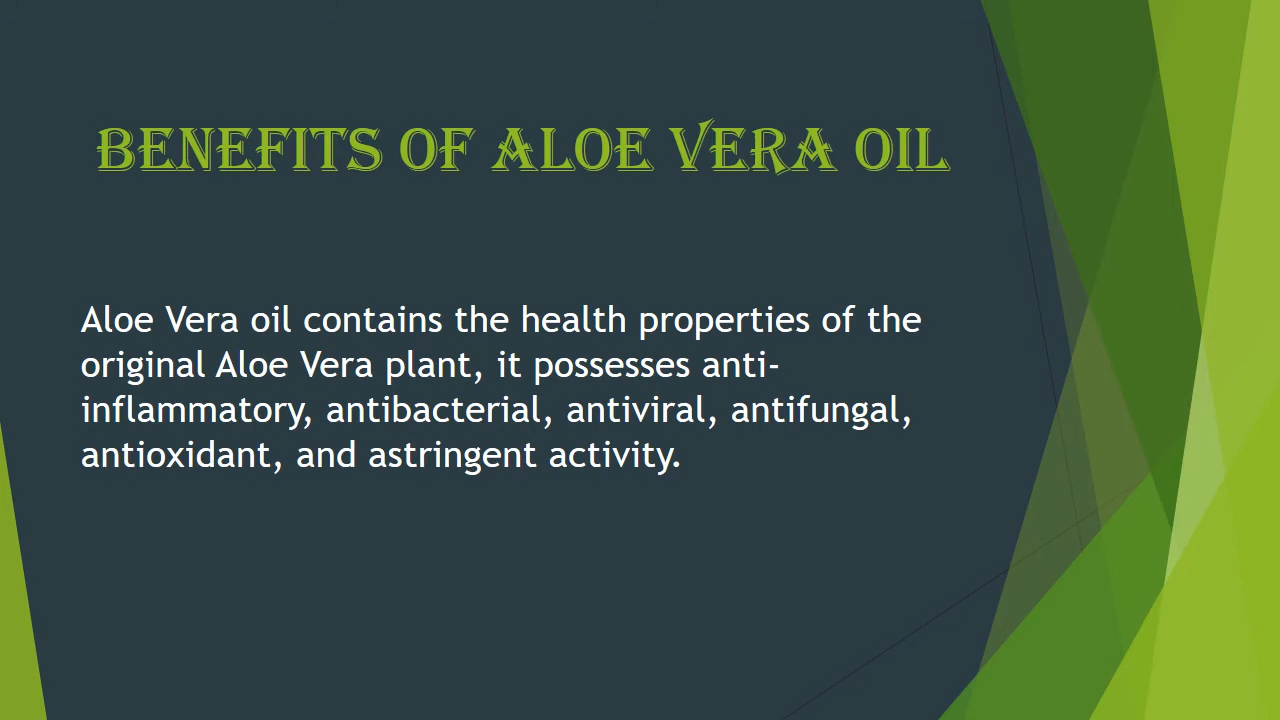 BENEFITS OF ALOE VERA OIL
Aloe Vera oil contains the health properties of the
original Aloe Vera plant, it possesses anti-
inflammatory, antibacterial, antiviral, antifungal,
antioxidant, and astringent activity.